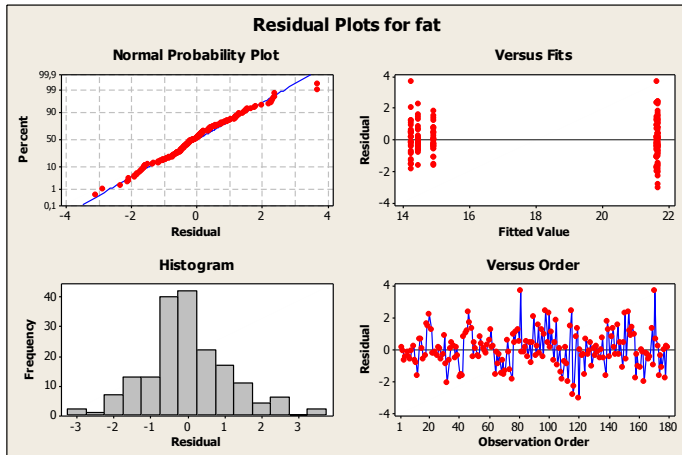 Residual Plots for fat
Normal Probability Plot
99,9
99
90
50
10
1
0,1
Percent
-4 -2 0 2 4
Residual
Versus Fits
4
2
0
-2
-4
Residual
14 16 18 20 22
Fitted Value
Histogram
40
30
20
10
0
Frequency
-3 -2 -1 0 1 2 3
Residual
Versus Order
4
2
0
-2
-4
Residual
1 20 40 60 80 100 120 140 160 180
Observation Order